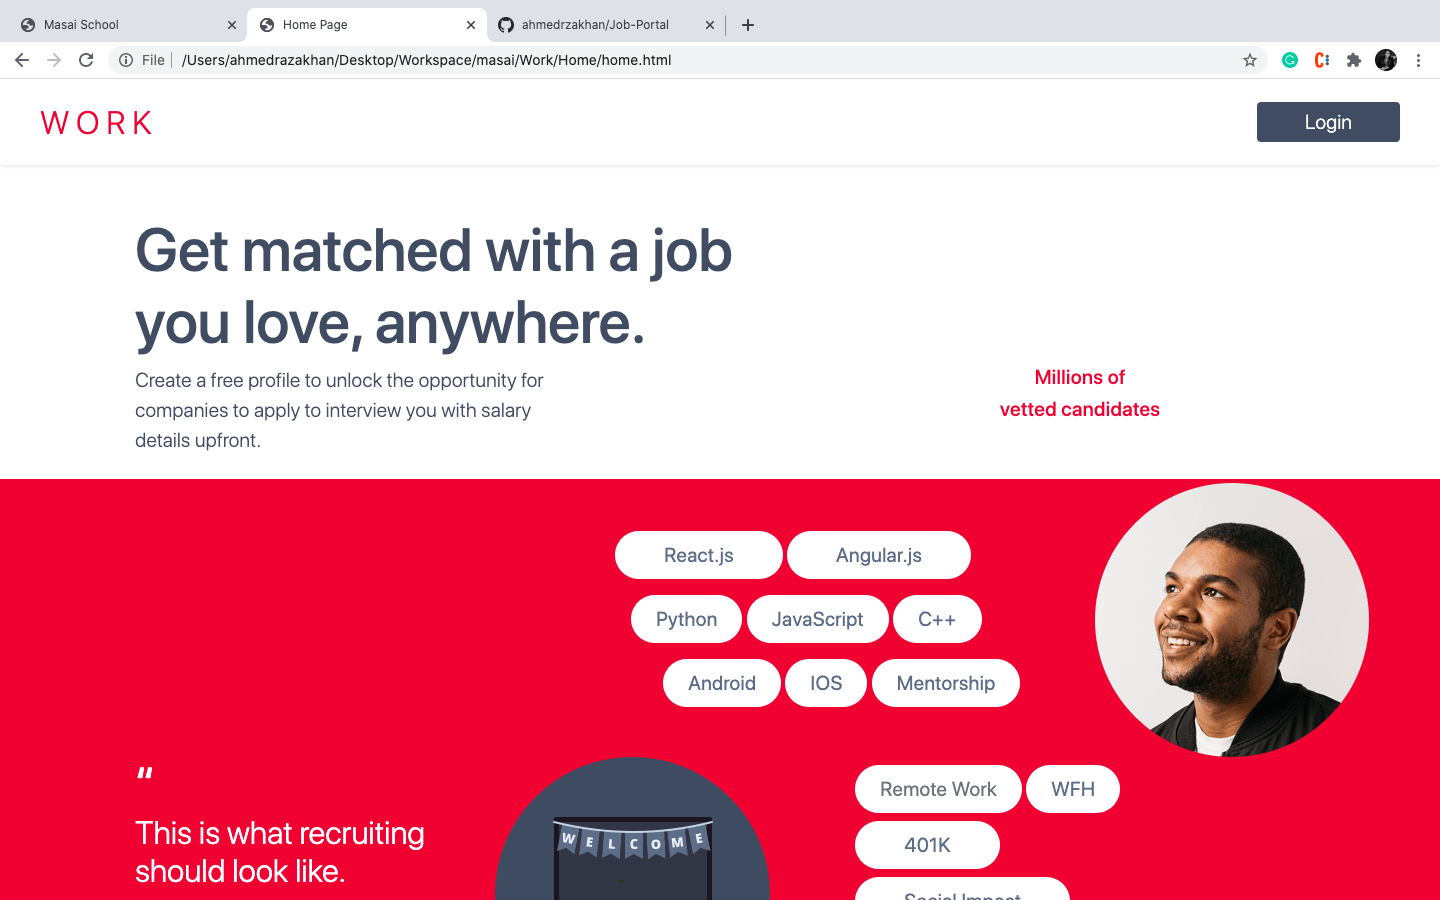 Masai School
Home Page
ahmedrzakhan/Job-Portal
File
/Users/ahmedrazakhan/Desktop/Workspace/masai/Work/Home/home.html
WORK
Login
Get matched with a job
you love, anywhere.
Create a free profile to unlock the opportunity for
companies to apply to interview you with salary
details upfront.
Millions of
vetted candidates
React.js
Angular.js
Python
JavaScript
C++
Android
IOS
Mentorship
“
This is what recruiting
should look like.
WELCOME
Remote Work
WFH
401K
Social Impact